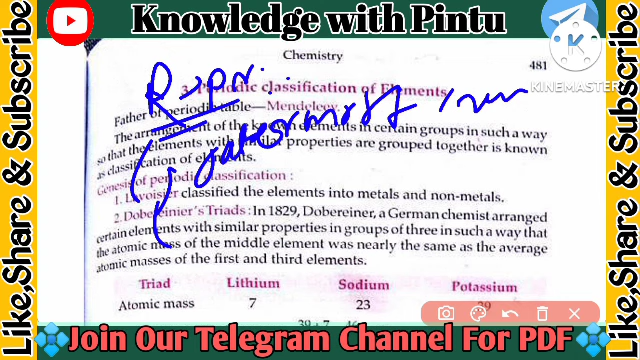 Knowledge with Pintu
Like,Share & Subscribe
Like,Share & Subscribe
KINEMASTER
Chemistry
481
3. Periodic classification of Elements
Father of periodic table—Mendeleev.
The arrangement of the known elements in certain groups in such a way
so that the elements with similar properties are grouped together is known
as classification of elements.
Genesis of periodic classification :
1. Lavoisier classified the elements into metals and non-metals.
2. Dobereinier's Triads : In 1829, Dobereiner, a German chemist arranged
certain elements with similar properties in groups of three in such a way that
the atomic mass of the middle element was nearly the same as the average
atomic masses of the first and third elements.
Triad Lithium Sodium Potassium
Atomic mass 7 23 39
Join Our Telegram Channel For PDF